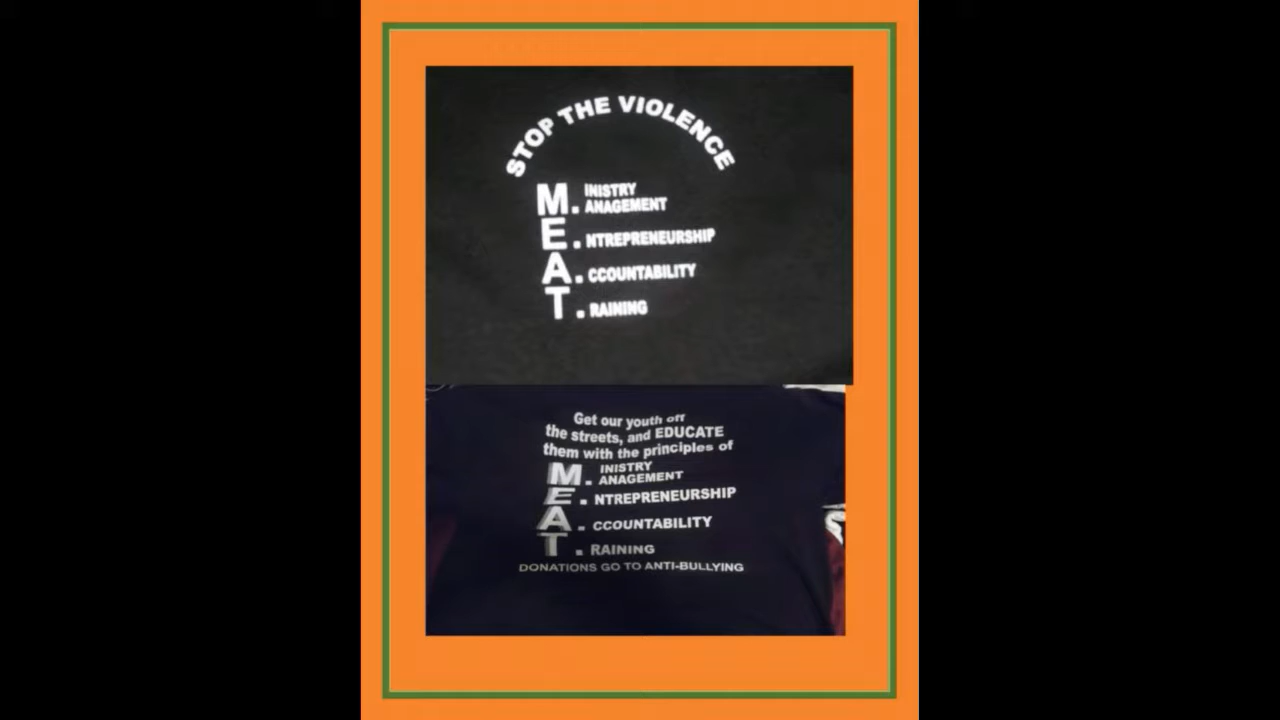 STOP THE VIOLENCE
M. INISTRY
ANAGEMENT
E. NTREPRENEURSHIP
A. CCOUNTABILITY
T. RAINING
Get our youth off
the streets, and EDUCATE
them with the principles of
M. INISTRY
ANAGEMENT
E. NTREPRENEURSHIP
A. CCOUNTABILITY
T. RAINING
DONATIONS GO TO ANTI-BULLYING